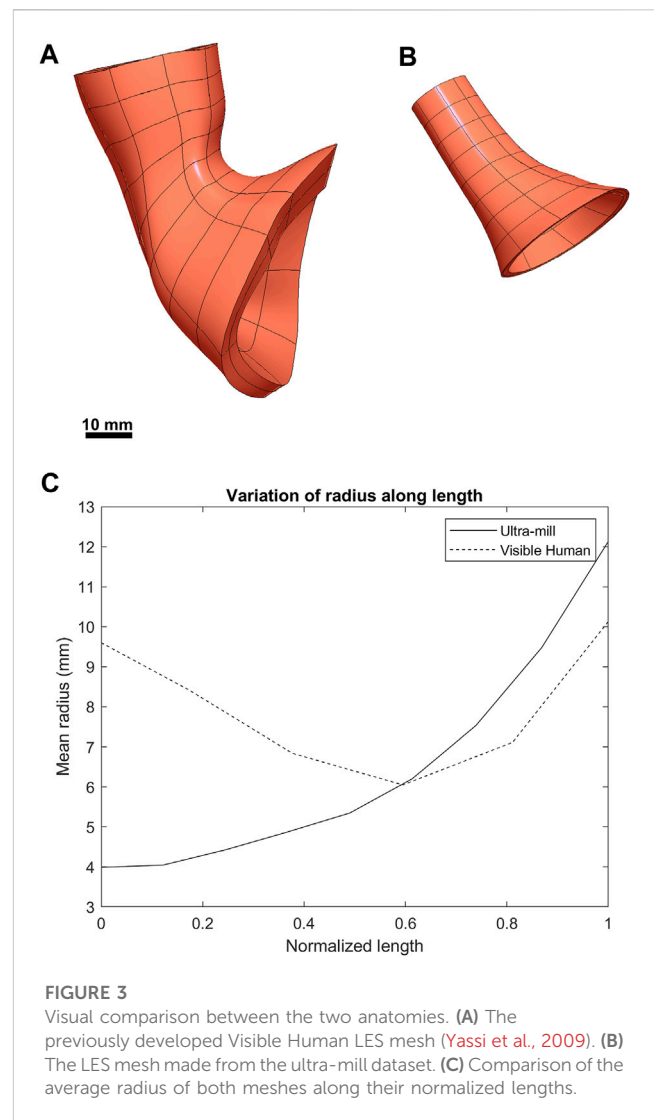 A
B
10 mm
C
Variation of radius along length
13
12
11
10
9
8
7
6
5
4
3
Mean radius (mm)
Ultra-mill
Visible Human
0
0.2
0.4
0.6
0.8
1
Normalized length
FIGURE 3
Visual comparison between the two anatomies. (A) The
previously developed Visible Human LES mesh (Yassi et al., 2009). (B)
The LES mesh made from the ultra-mill dataset. (C) Comparison of the
average radius of both meshes along their normalized lengths.